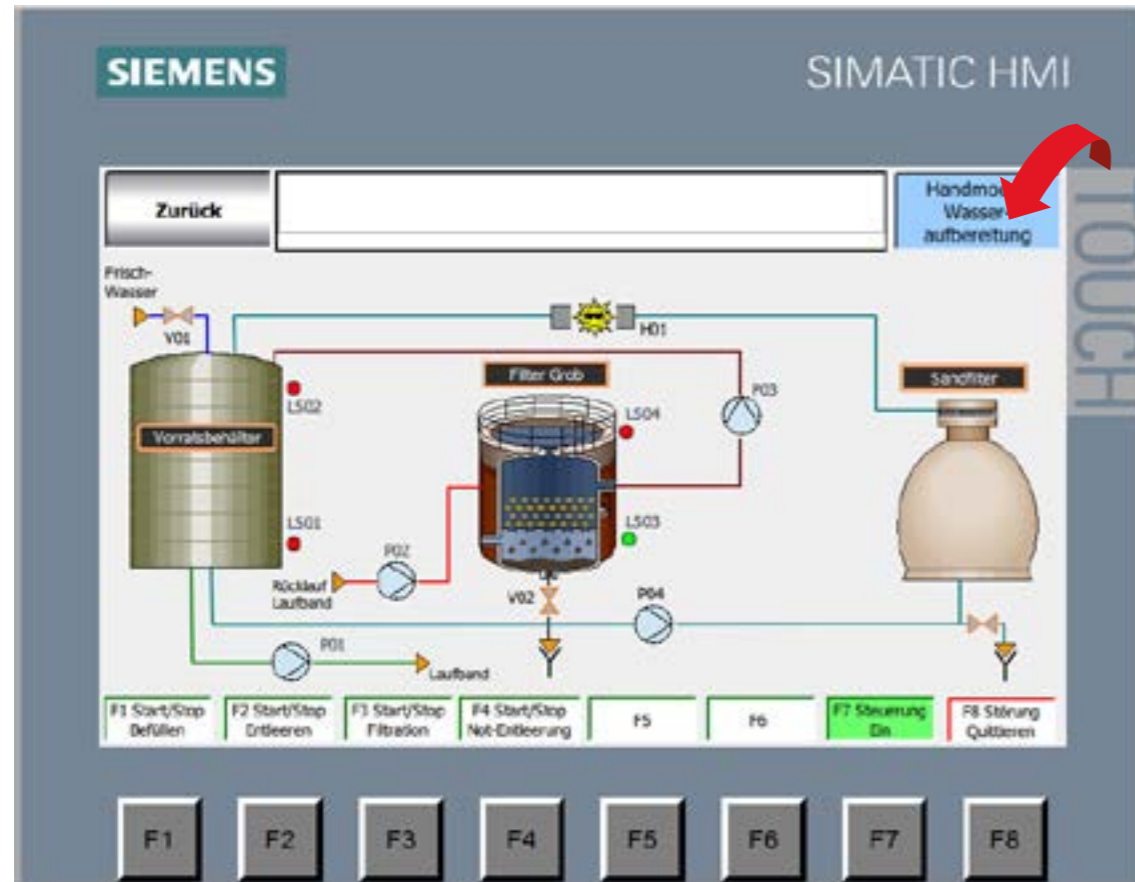 SIEMENS
SIMATIC HMI
TOUCH
Zurück
Wasser-
aufbereitung
Frisch-
Wasser
V01
H01
Filter Grob
Sandfilter
P03
LS02
LS04
Vorratsbehälter
LS01
LS03
P02
Rücklauf
Laufband
V02
P04
P01
Laufband
F1 Start/Stop
Befüllen
F2 Start/Stop
Entleeren
F3 Start/Stop
Filtration
F4 Start/Stop
Not-Entleerung
F5
F6
F7 Steuerung
Ein
F8 Störung
Quittieren
F1
F2
F3
F4
F5
F6
F7
F8